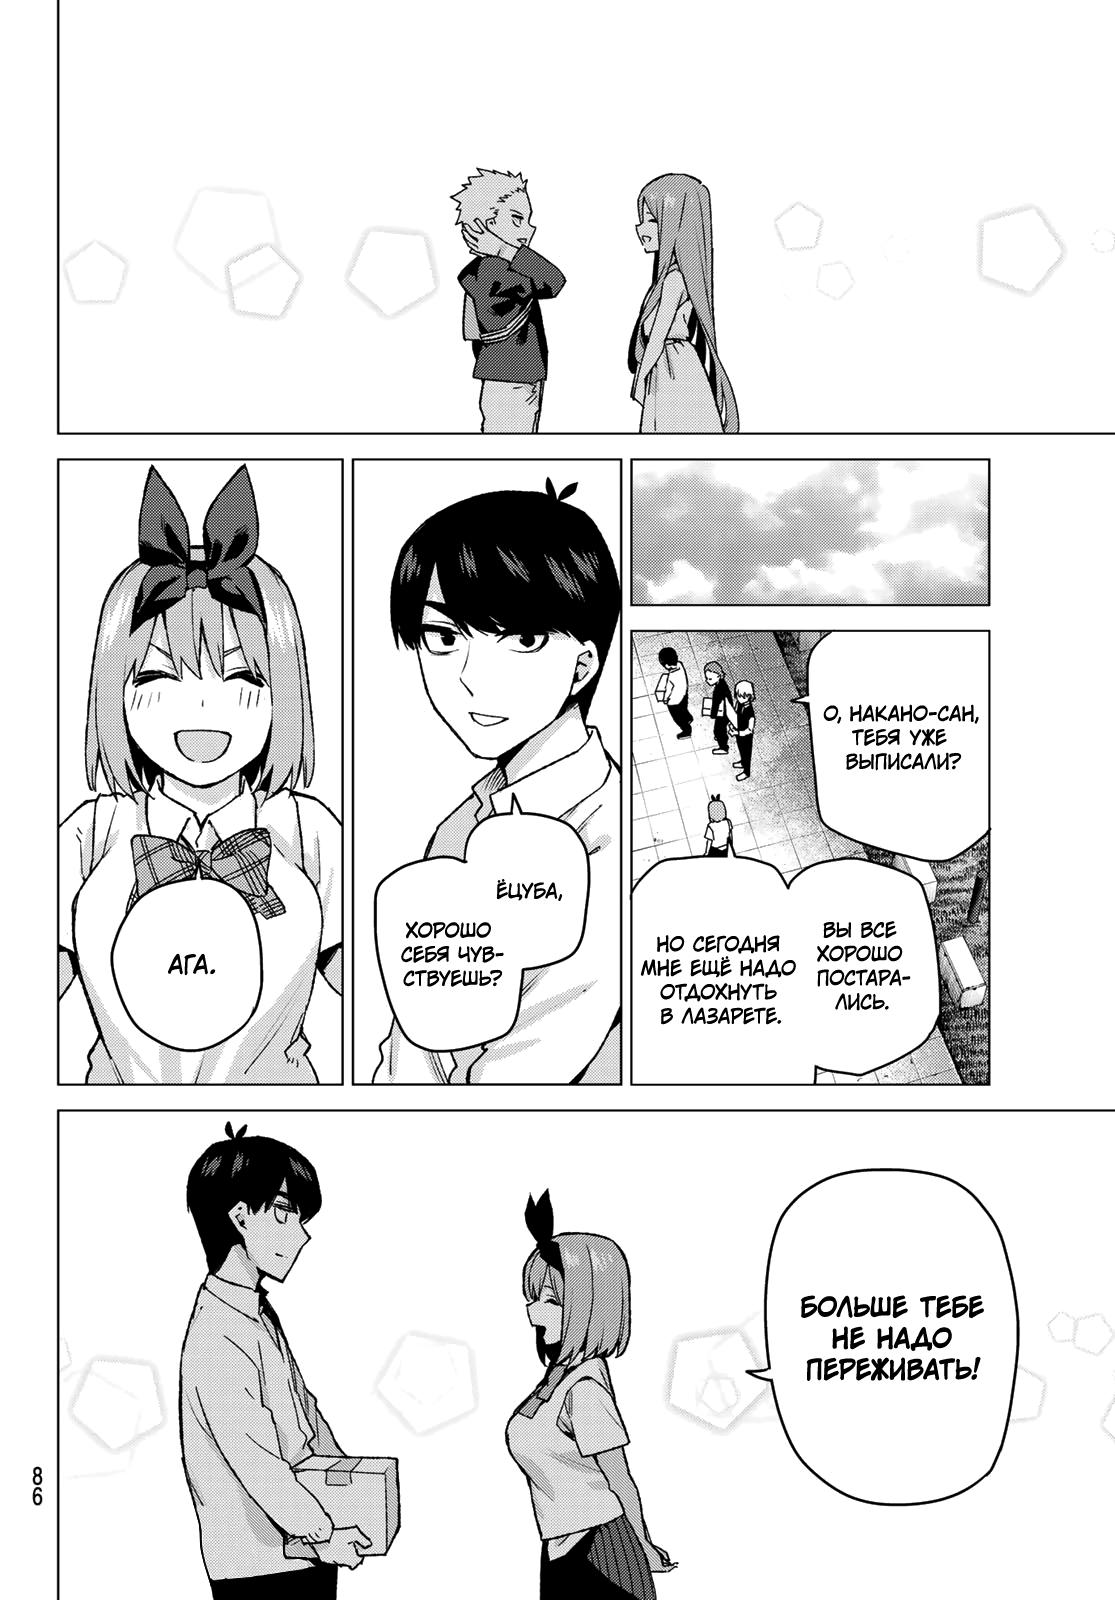 О, НАКАНО-САН,
ТЕБЯ УЖЕ
ВЫПИСАЛИ?
ВЫ ВСЕ
ХОРОШО
ПОСТАРА-
ЛИСЬ.
НО СЕГОДНЯ
МНЕ ЕЩЁ НАДО
ОТДОХНУТЬ
В ЛАЗАРЕТЕ.
ЁЦУБА,
ХОРОШО
СЕБЯ ЧУВ-
СТВУЕШЬ?
АГА.
БОЛЬШЕ ТЕБЕ
НЕ НАДО
ПЕРЕЖИВАТЬ!
86